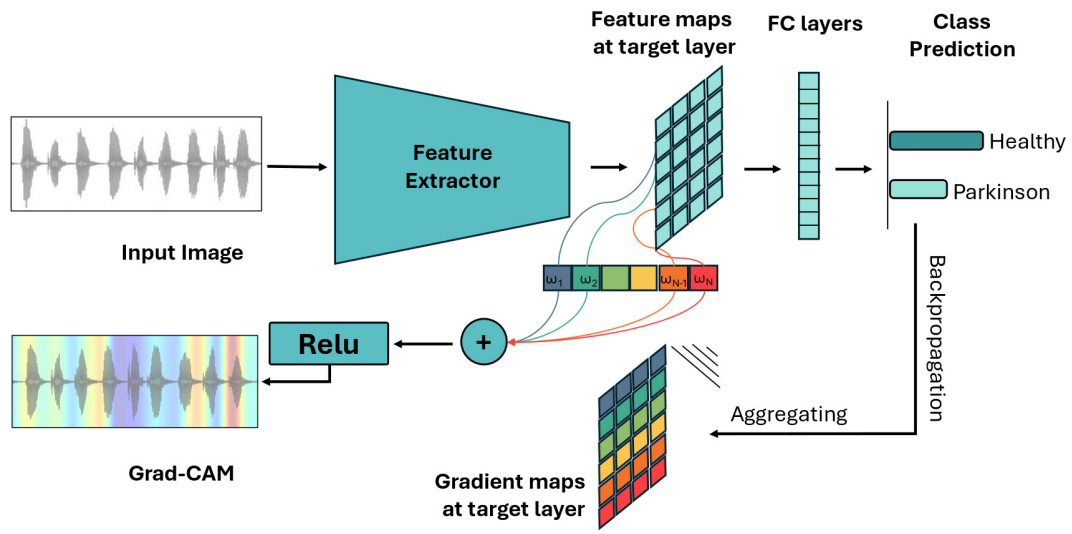 Feature maps
at target layer
FC layers
Class
Prediction
Feature
Extractor
Healthy
Parkinson
Input Image
ω1
ω2
ωN-1
ωN
Backpropagation
Relu
+
Aggregating
Grad-CAM
Gradient maps
at target layer